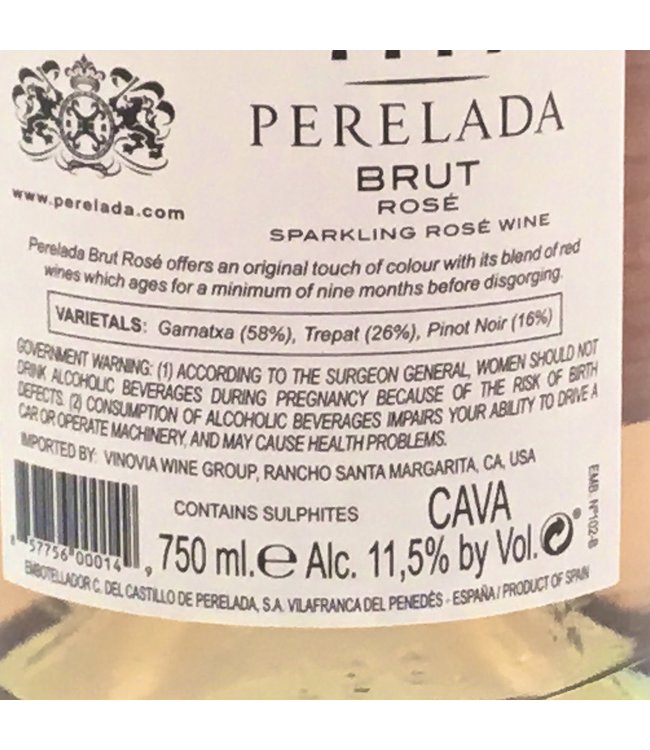 PERELADA
BRUT
ROSÉ
SPARKLING ROSÉ WINE
www.perelada.com
Perelada Brut Rosé offers an original touch of colour with its blend of red
wines which ages for a minimum of nine months before disgorging.
VARIETALS: Garnatxa (58%), Trepat (26%), Pinot Noir (16%)
GOVERNMENT WARNING: (1) ACCORDING TO THE SURGEON GENERAL, WOMEN SHOULD NOT
DRINK ALCOHOLIC BEVERAGES DURING PREGNANCY BECAUSE OF THE RISK OF BIRTH
DEFECTS. (2) CONSUMPTION OF ALCOHOLIC BEVERAGES IMPAIRS YOUR ABILITY TO DRIVE A
CAR OR OPERATE MACHINERY, AND MAY CAUSE HEALTH PROBLEMS.
IMPORTED BY: VINOVIA WINE GROUP, RANCHO SANTA MARGARITA, CA, USA
CONTAINS SULPHITES
CAVA
EMB. Nº102-B
8 57756 00014 9
750 ml. e Alc. 11,5% by Vol.
EMBOTELLADOR C. DEL CASTILLO DE PERELADA, S.A. VILAFRANCA DEL PENEDÈS - ESPAÑA / PRODUCT OF SPAIN